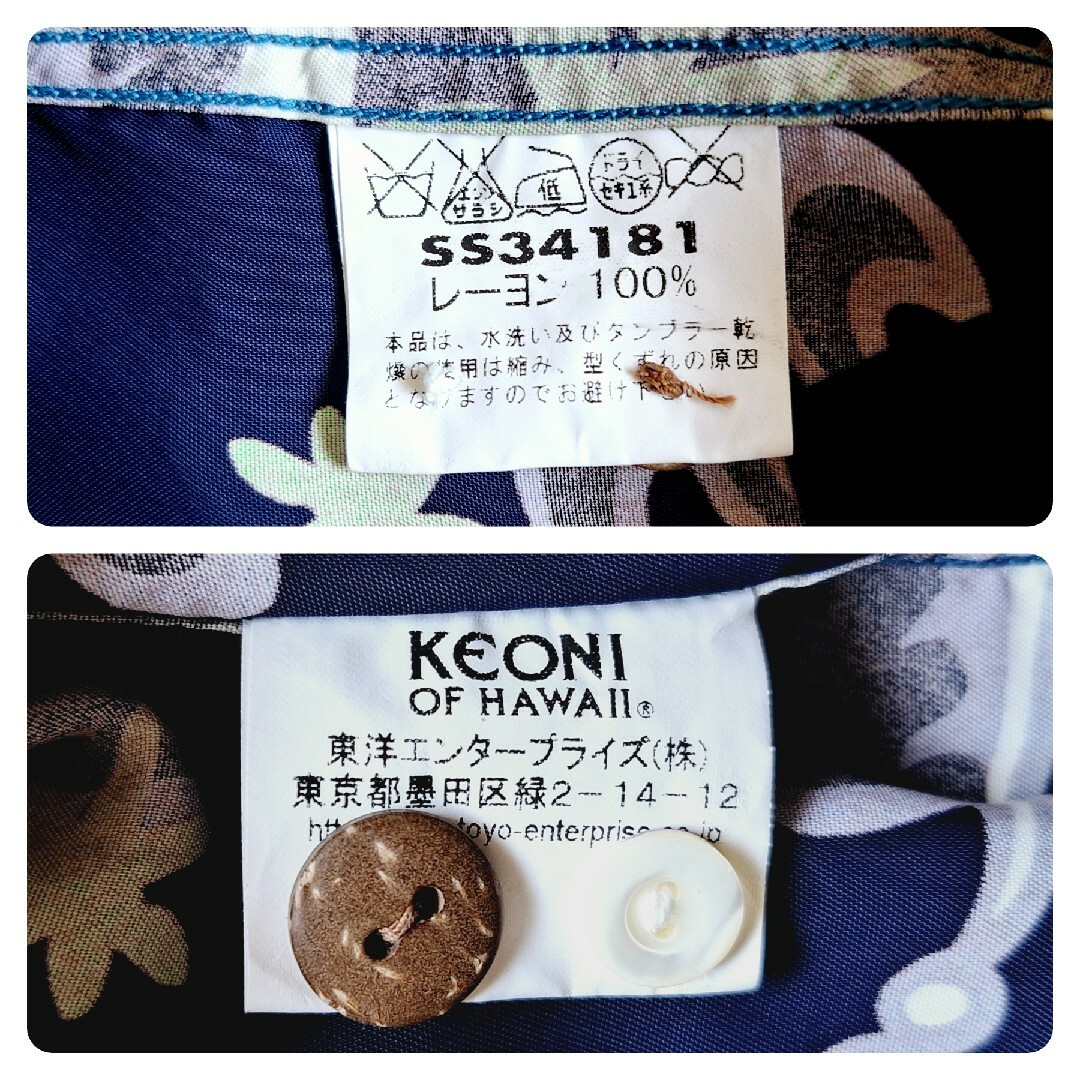 エンソ
サラシ
低
ドライ
セキユ系
SS34181
レーヨン 100%
本品は、水洗い及びタンブラー乾
燥の使用は縮み、型くずれの原因
となりますのでお避け下さい。
KEONI
OF HAWAII®
東洋エンタープライズ(株)
東京都墨田区緑2-14-12
toyo-enterprise.co.jp